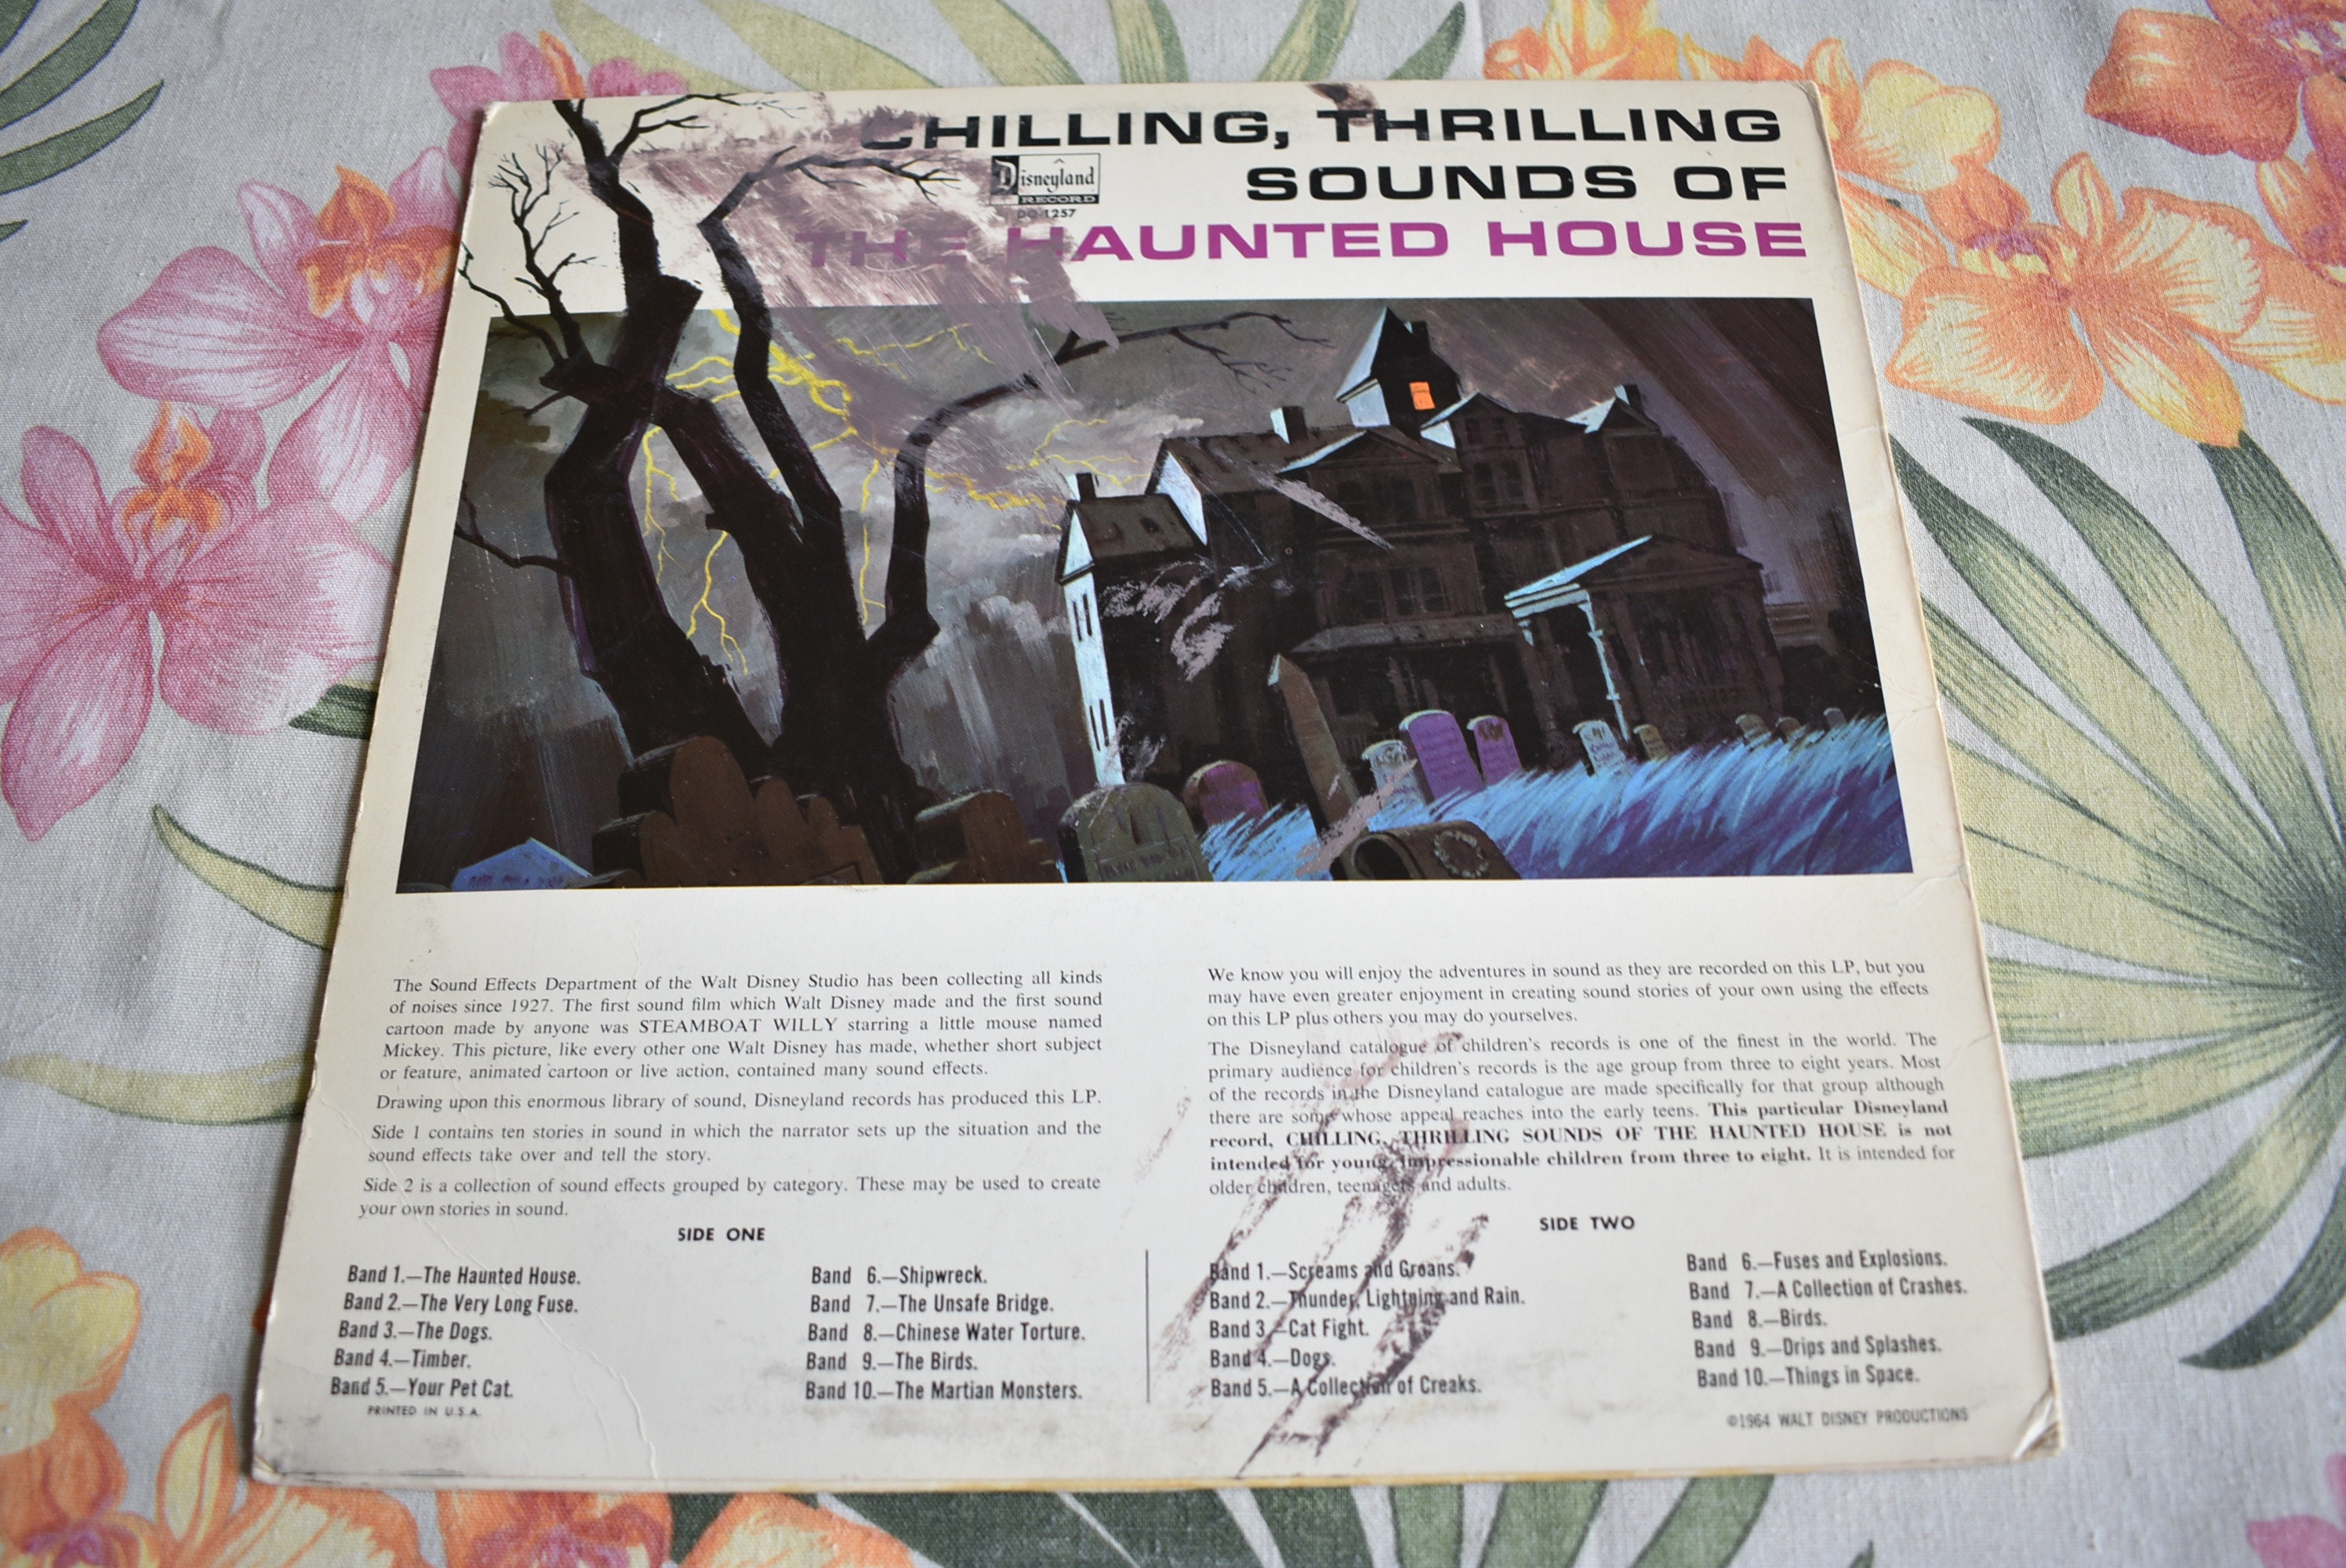 CHILLING, THRILLING
SOUNDS OF
THE HAUNTED HOUSE
Disneyland
RECORD
DQ-1257
The Sound Effects Department of the Walt Disney Studio has been collecting all kinds
of noises since 1927. The first sound film which Walt Disney made and the first sound
cartoon made by anyone was STEAMBOAT WILLY starring a little mouse named
Mickey. This picture, like every other one Walt Disney has made, whether short subject
or feature, animated cartoon or live action, contained many sound effects.
Drawing upon this enormous library of sound, Disneyland records has produced this LP.
Side 1 contains ten stories in sound in which the narrator sets up the situation and the
sound effects take over and tell the story.
Side 2 is a collection of sound effects grouped by category. These may be used to create
your own stories in sound.
We know you will enjoy the adventures in sound as they are recorded on this LP, but you
may have even greater enjoyment in creating sound stories of your own using the effects
on this LP plus others you may do yourselves.
The Disneyland catalogue of children's records is one of the finest in the world. The
primary audience for children's records is the age group from three to eight years. Most
of the records in the Disneyland catalogue are made specifically for that group although
there are some whose appeal reaches into the early teens. This particular Disneyland
record, CHILLING, THRILLING SOUNDS OF THE HAUNTED HOUSE is not
intended for young, impressionable children from three to eight. It is intended for
older children, teenagers and adults.
SIDE ONE
Band 1.—The Haunted House.
Band 2.—The Very Long Fuse.
Band 3.—The Dogs.
Band 4.—Timber.
Band 5.—Your Pet Cat.
PRINTED IN U.S.A.
Band 6.—Shipwreck.
Band 7.—The Unsafe Bridge.
Band 8.—Chinese Water Torture.
Band 9.—The Birds.
Band 10.—The Martian Monsters.
SIDE TWO
Band 1.—Screams and Groans.
Band 2.—Thunder, Lightning and Rain.
Band 3.—Cat Fight.
Band 4.—Dogs.
Band 5.—A Collection of Creaks.
Band 6.—Fuses and Explosions.
Band 7.—A Collection of Crashes.
Band 8.—Birds.
Band 9.—Drips and Splashes.
Band 10.—Things in Space.
©1964 WALT DISNEY PRODUCTIONS